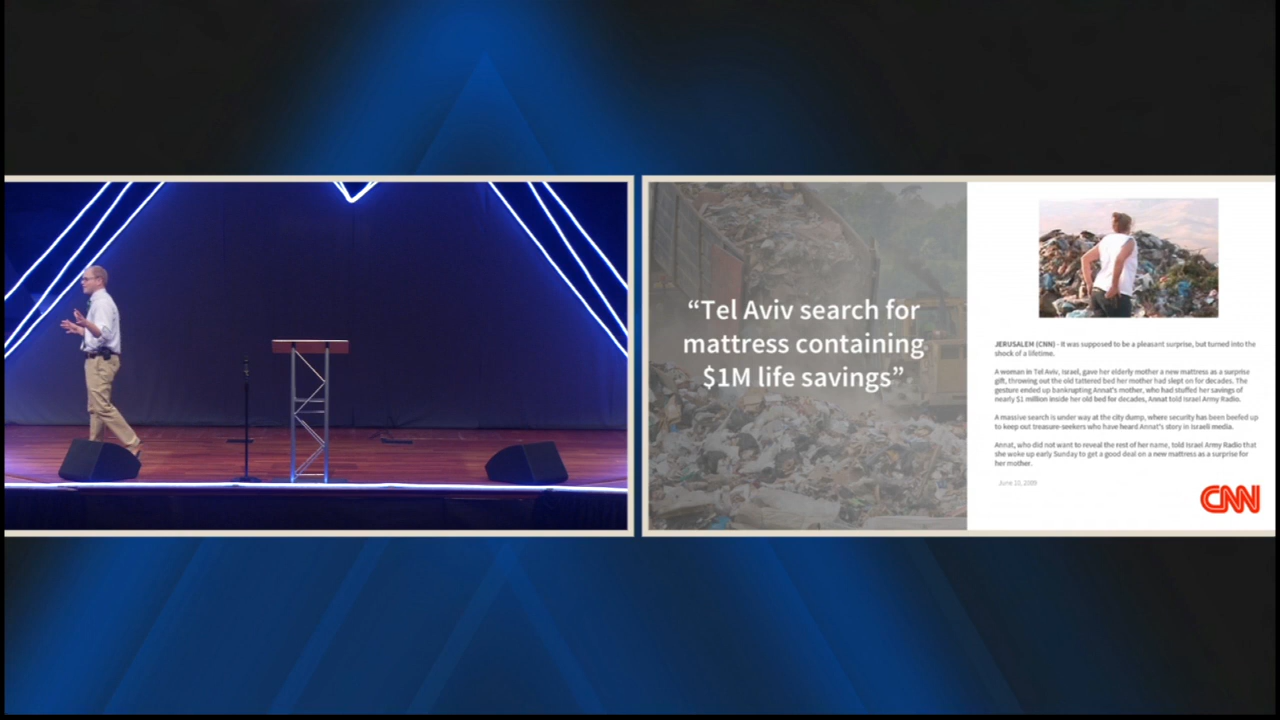 “Tel Aviv search for
mattress containing
$1M life savings”
JERUSALEM (CNN) - It was supposed to be a pleasant surprise, but turned into the
shock of a lifetime.
A woman in Tel Aviv, Israel, gave her elderly mother a new mattress as a surprise
gift, throwing out the old tattered bed her mother had slept on for decades. The
gesture ended up bankrupting Annat's mother, who had stuffed her savings of
nearly $1 million inside her old bed for decades, Annat told Israel Army Radio.
A massive search is under way at the city dump, where security has been beefed up
to keep out treasure-seekers who have heard Annat's story in Israeli media.
Annat, who did not want to reveal the rest of her name, told Israel Army Radio that
she woke up early Sunday to get a good deal on a new mattress as a surprise for
her mother.
June 10, 2009
CNN